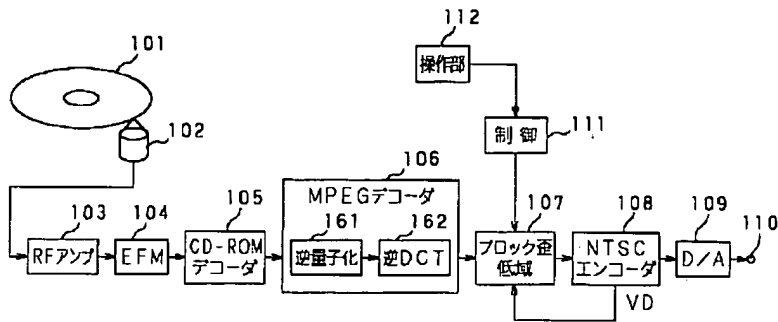 112
操作部
101
制御
111
102
106
MPEGデコーダ
105
107
108
109
110
103
104
161
162
RFアンプ
EFM
CD-ROM
デコーダ
逆量子化
逆DCT
ブロック歪
低域
NTSC
エンコーダ
D/A
VD